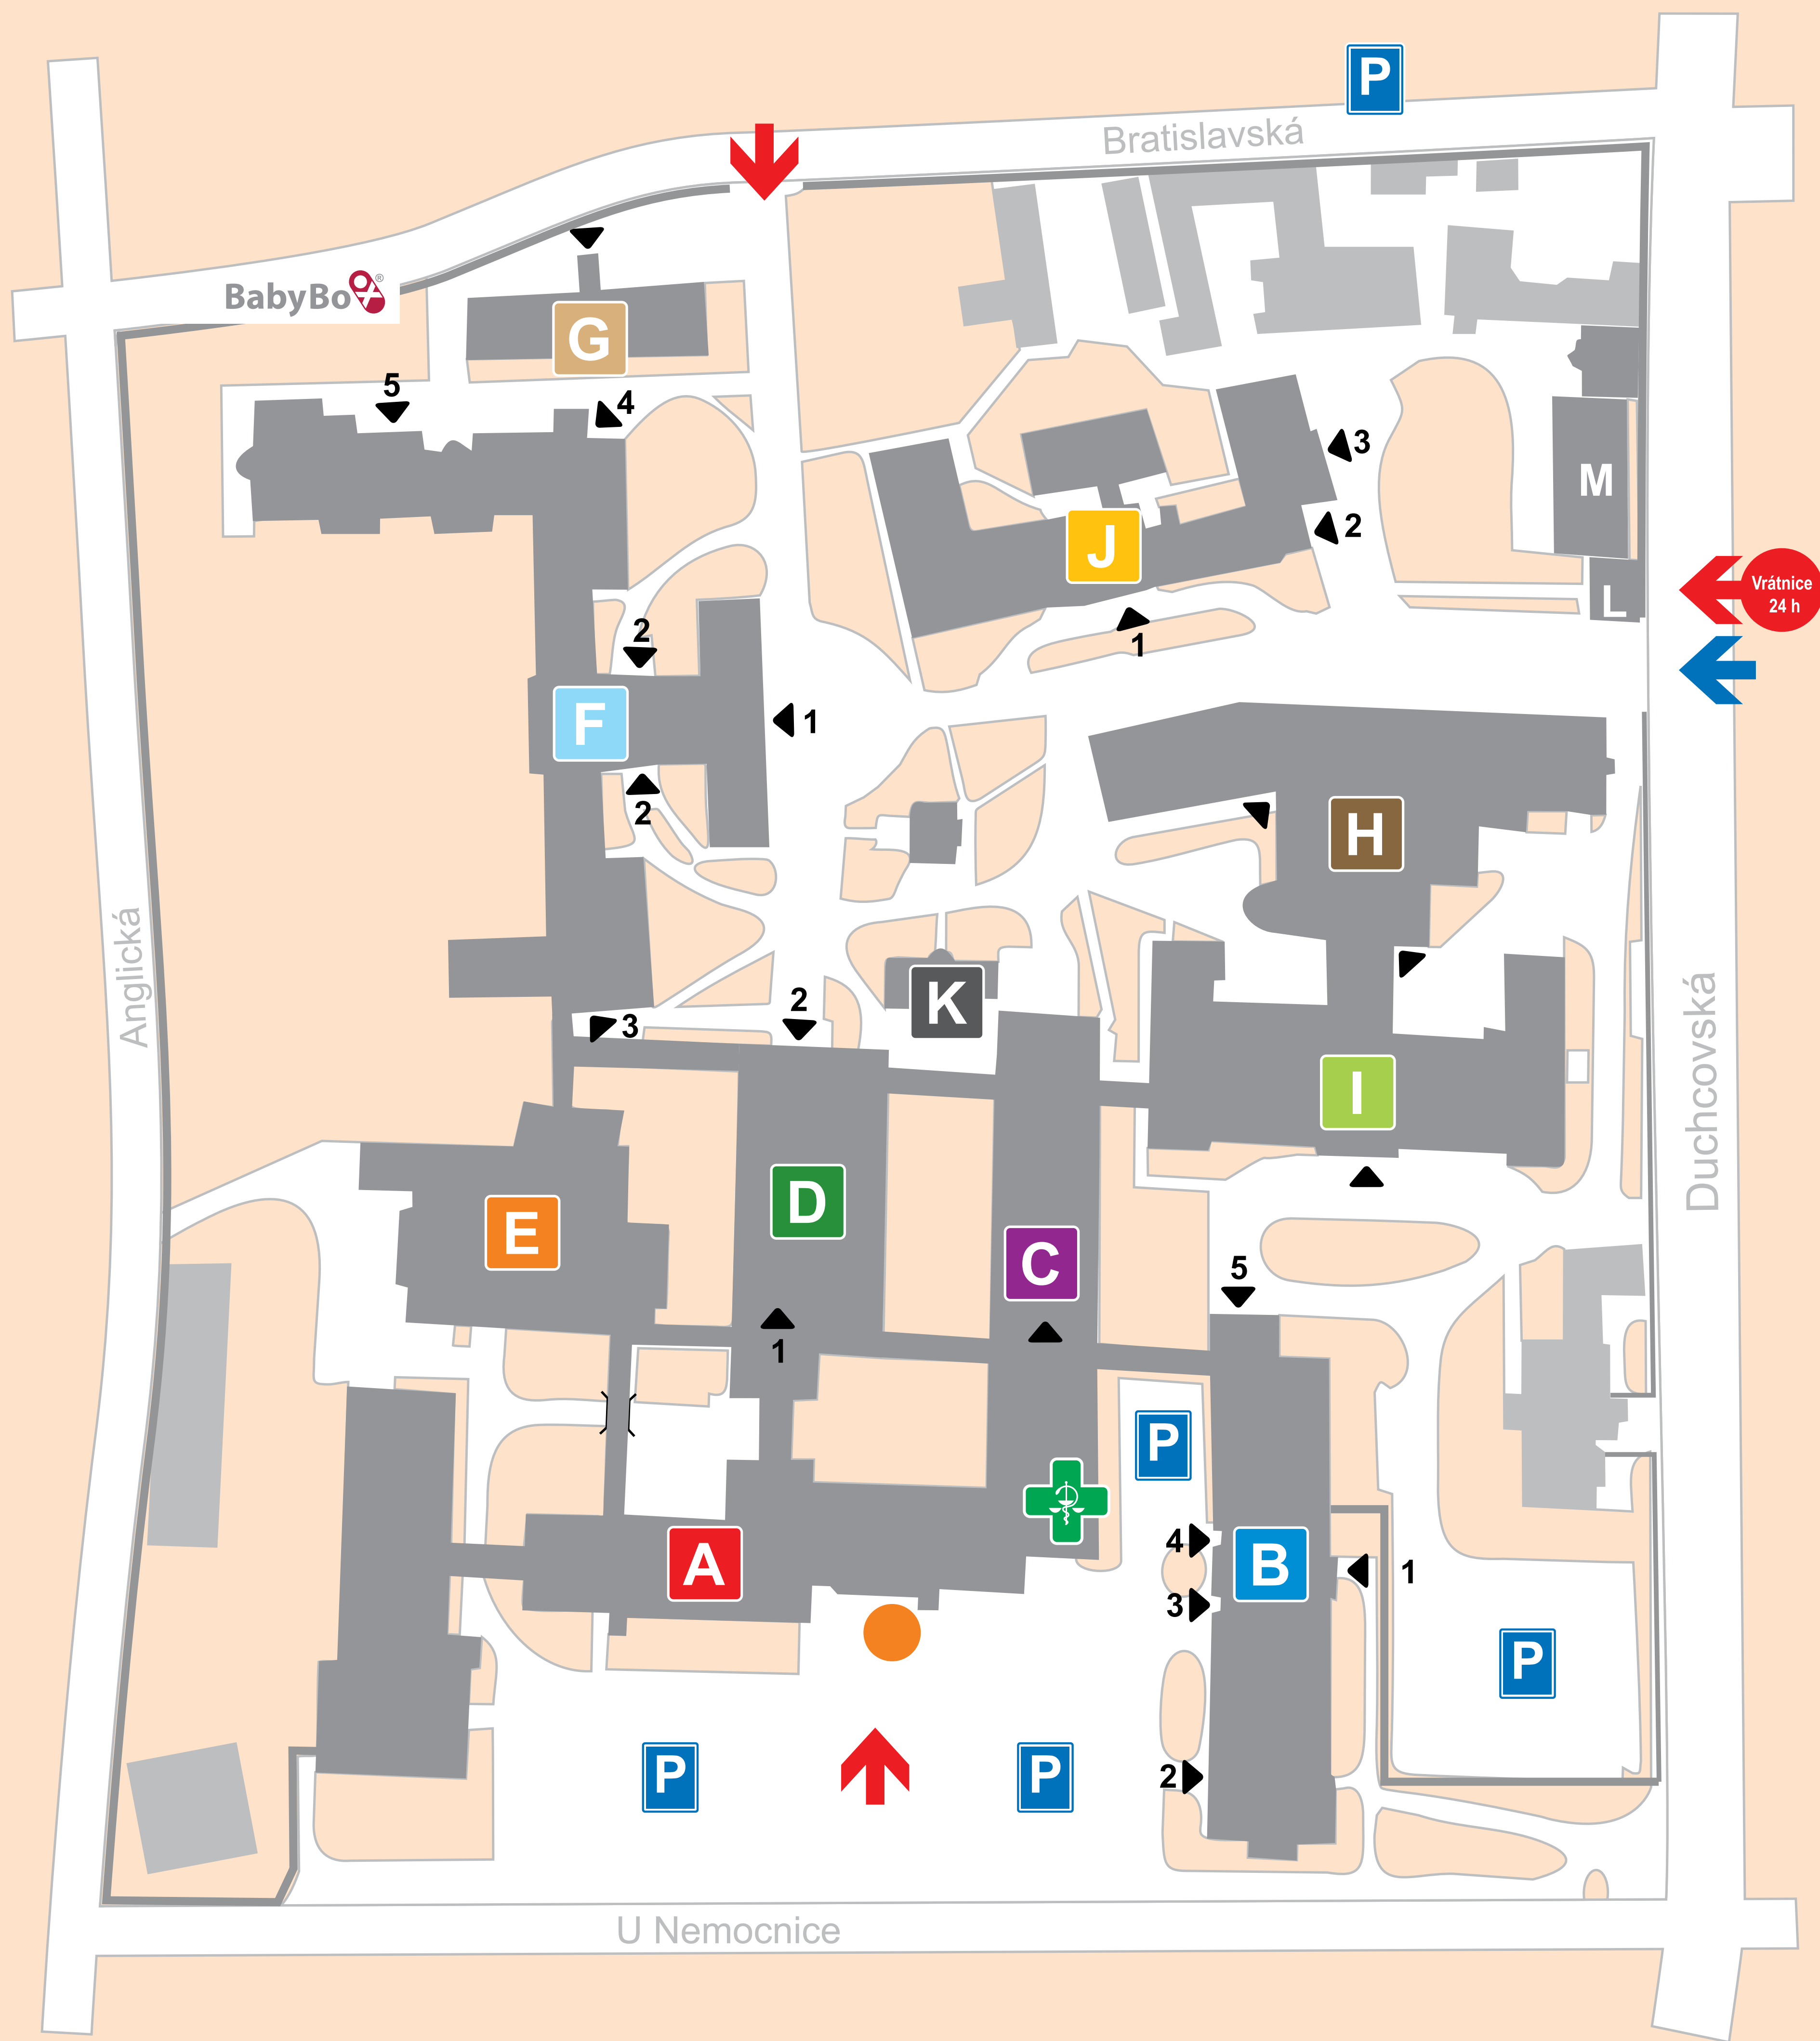 P
Bratislavská
BabyBox®
G
5
4
3
M
2
J
Vrátnice
24 h
L
2
1
F
1
2
H
Anglická
K
2
3
Duchcovská
I
D
E
C
5
1
P
4
A
B
1
3
P
P
P
2
U Nemocnice